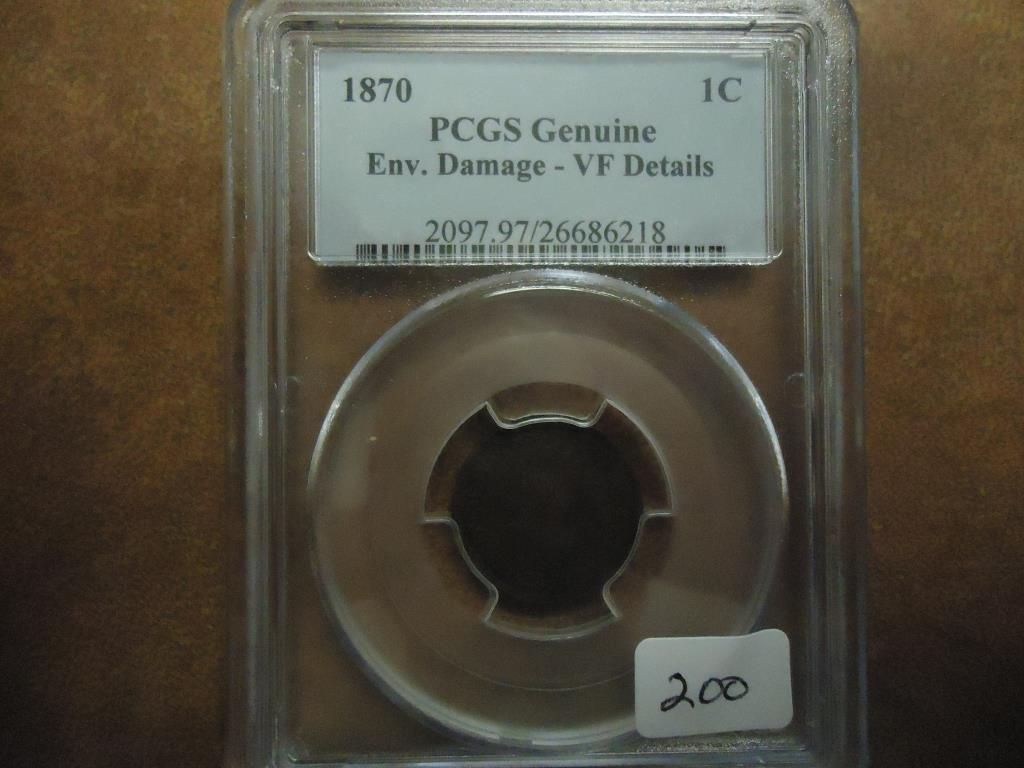 1870 1C
PCGS Genuine
Env. Damage - VF Details
2097.97/26686218
200